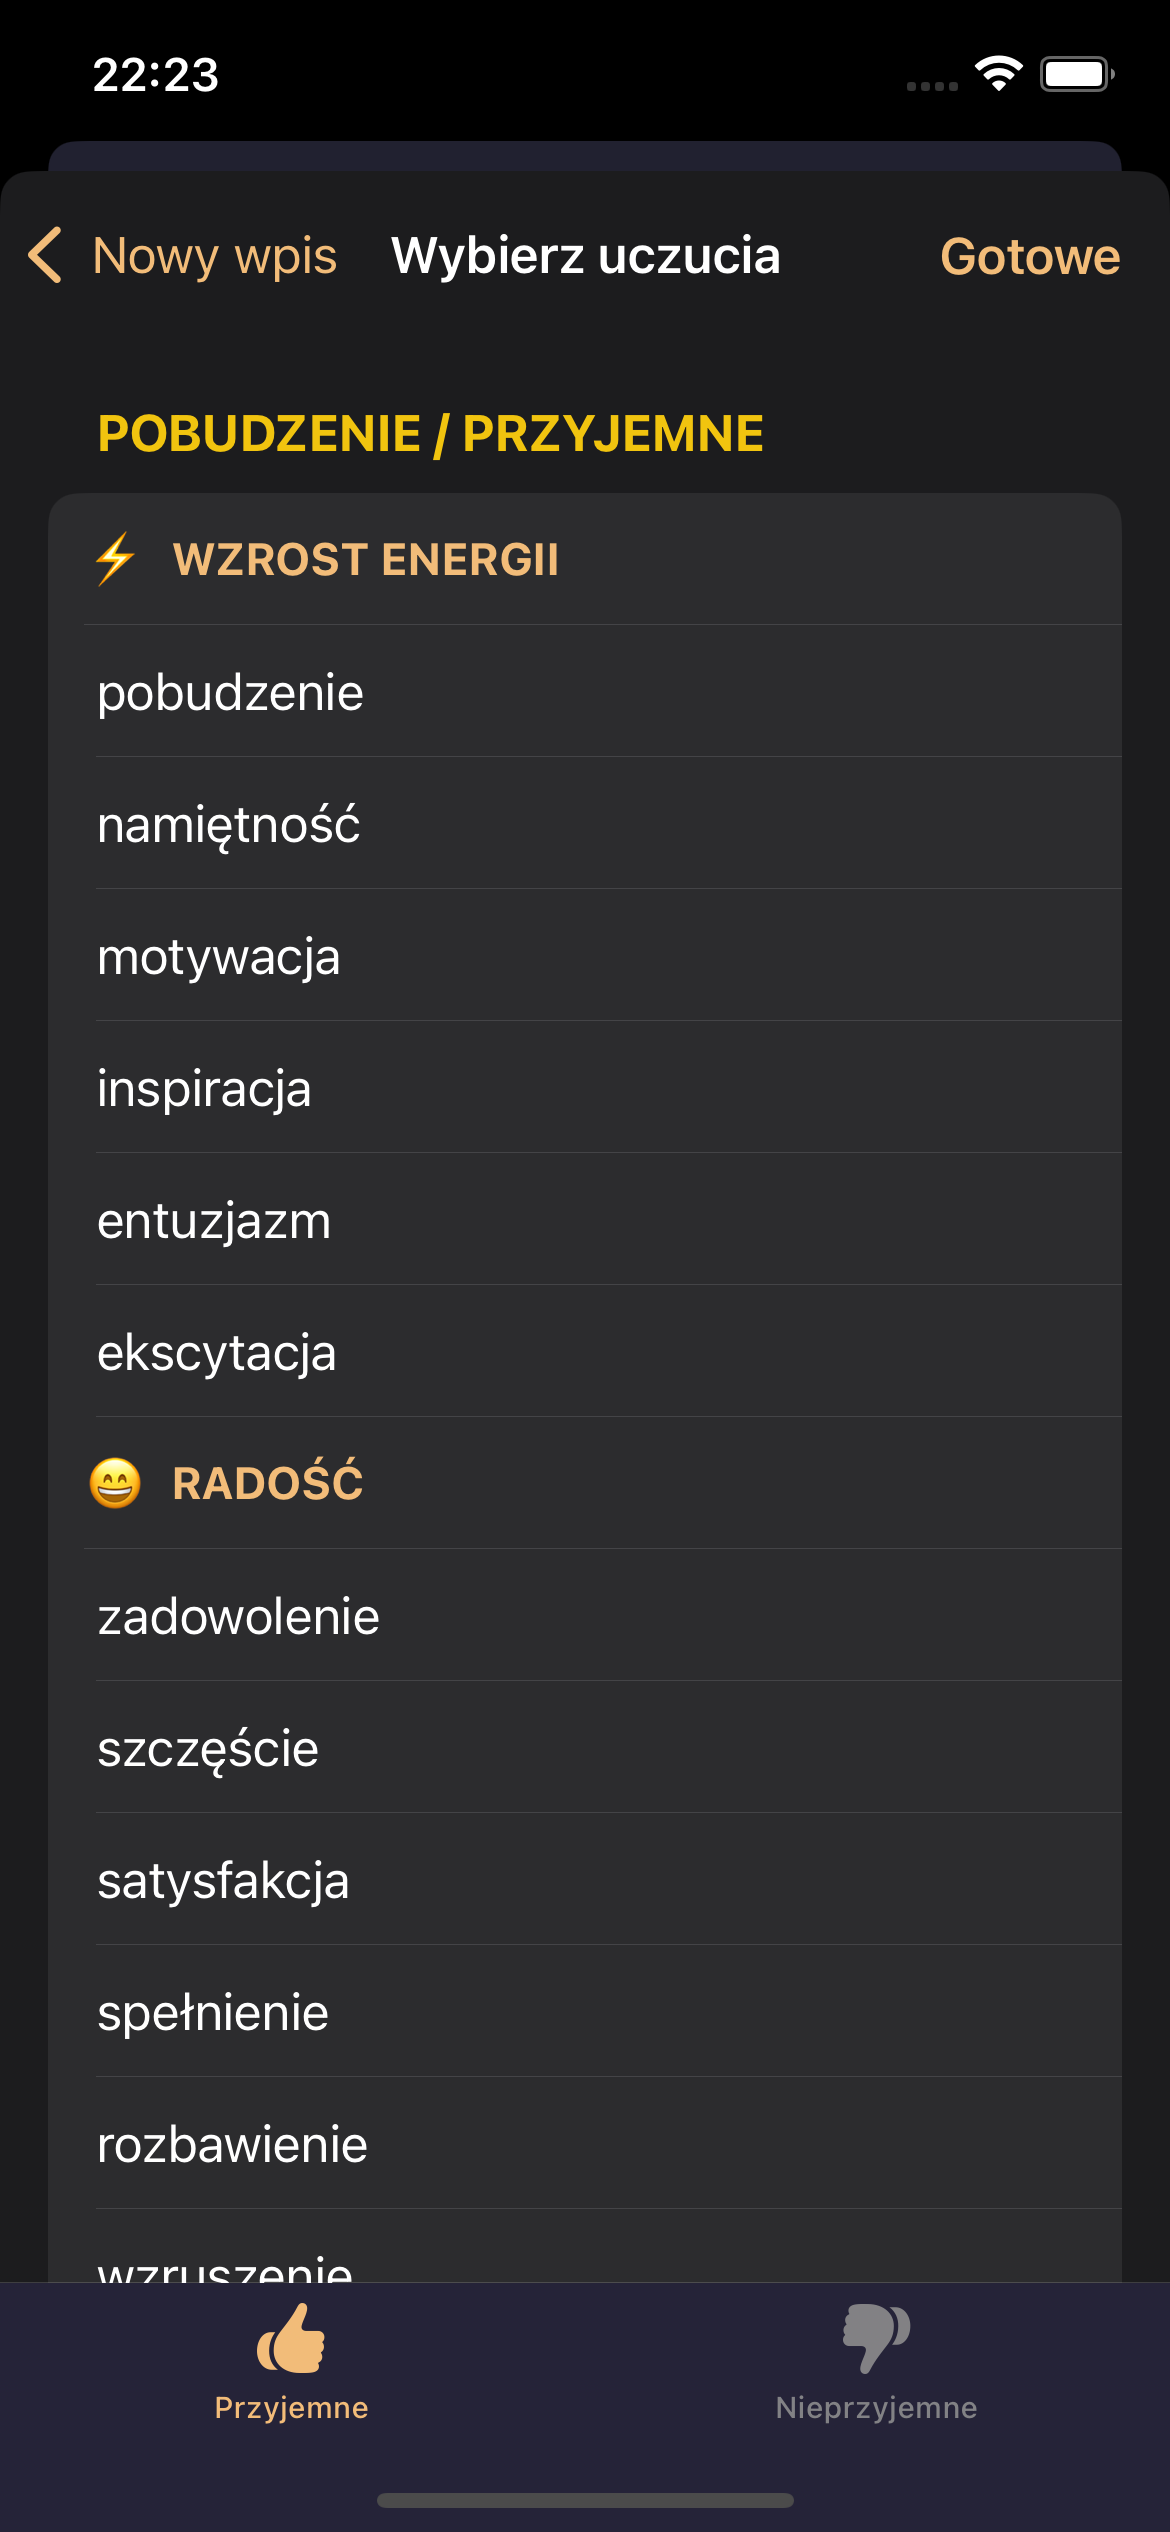 22:23
Nowy wpis Wybierz uczucia Gotowe
POBUDZENIE / PRZYJEMNE
WZROST ENERGII
pobudzenie
namiętność
motywacja
inspiracja
entuzjazm
ekscytacja
RADOŚĆ
zadowolenie
szczęście
satysfakcja
spełnienie
rozbawienie
wzruszenie
Przyjemne Nieprzyjemne